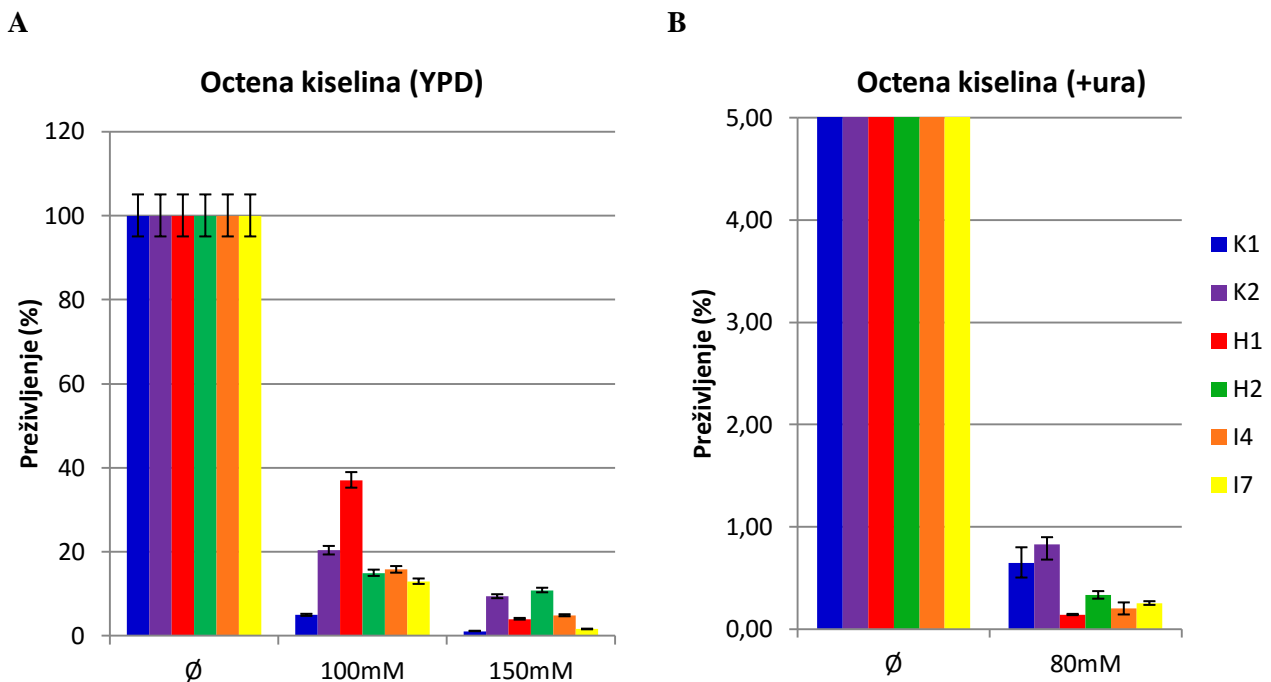 A
Octena kiselina (YPD)
Preživljenje (%)
120
100
80
60
40
20
0
Ø 100mM 150mM
B
Octena kiselina (+ura)
Preživljenje (%)
5,00
4,00
3,00
2,00
1,00
0,00
Ø 80mM
K1
K2
H1
H2
I4
I7